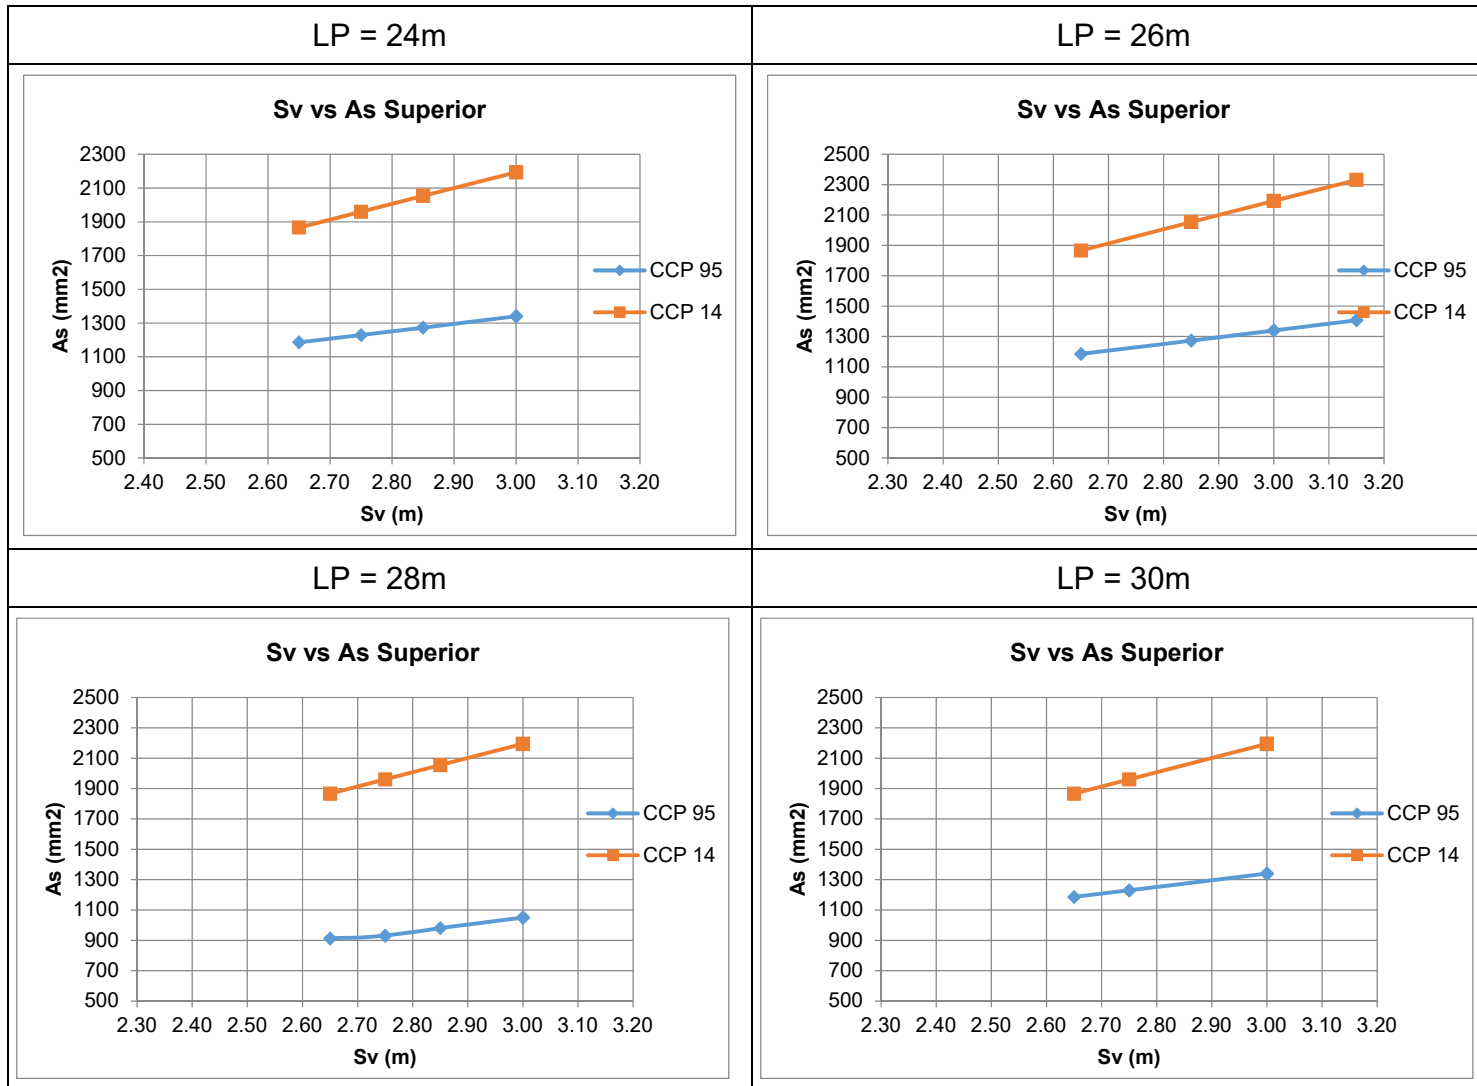 LP = 24m
LP = 26m
Sv vs As Superior
2300
2100
1900
1700
1500
1300
1100
900
700
500
2.40 2.50 2.60 2.70 2.80 2.90 3.00 3.10 3.20
As (mm2)
Sv (m)
CCP 95
CCP 14
Sv vs As Superior
2500
2300
2100
1900
1700
1500
1300
1100
900
700
500
2.30 2.40 2.50 2.60 2.70 2.80 2.90 3.00 3.10 3.20
As (mm2)
Sv (m)
CCP 95
CCP 14
LP = 28m
LP = 30m
Sv vs As Superior
2500
2300
2100
1900
1700
1500
1300
1100
900
700
500
2.30 2.40 2.50 2.60 2.70 2.80 2.90 3.00 3.10 3.20
As (mm2)
Sv (m)
CCP 95
CCP 14
Sv vs As Superior
2500
2300
2100
1900
1700
1500
1300
1100
900
700
500
2.30 2.40 2.50 2.60 2.70 2.80 2.90 3.00 3.10 3.20
As (mm2)
Sv (m)
CCP 95
CCP 14